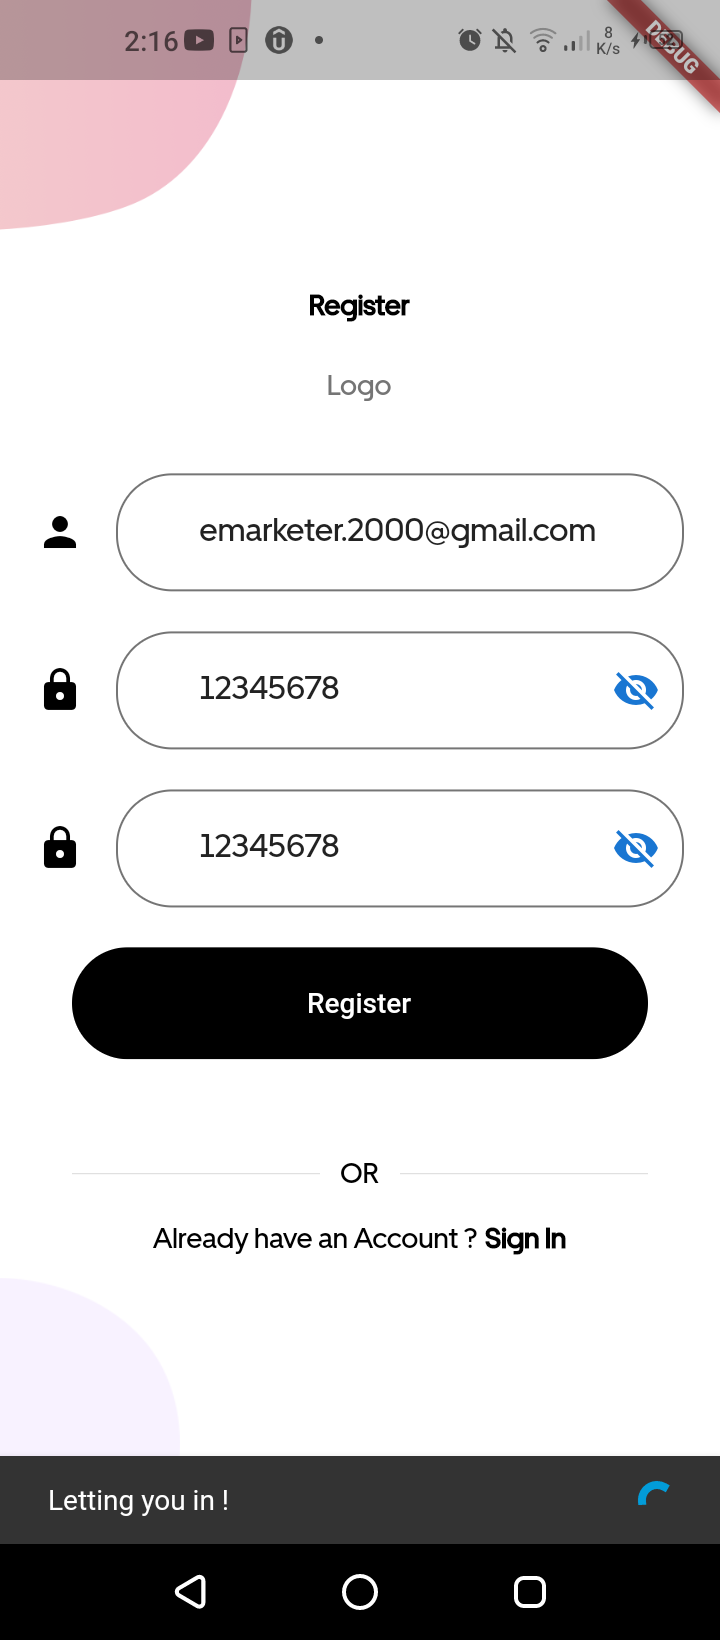 2:16
8
K/s
DEBUG
Register
Logo
emarketer.2000@gmail.com
12345678
12345678
Register
OR
Already have an Account ? Sign In
Letting you in !